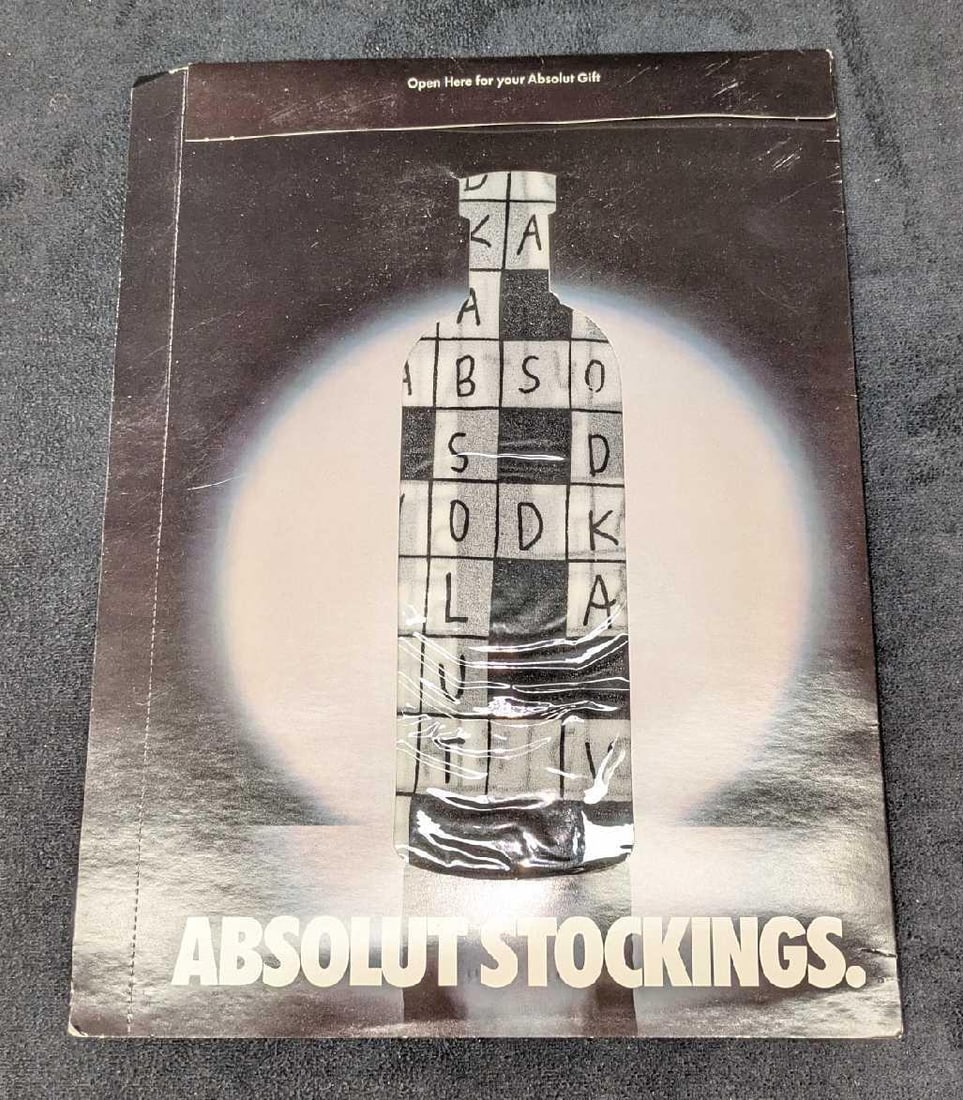 Open Here for your Absolut Gift
D
K A
A
A B S O
S D
O D K
L A
U
T V
ABSOLUT STOCKINGS.